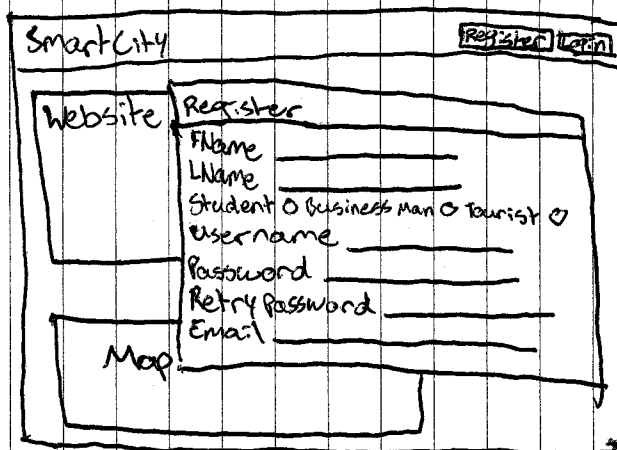 SmartCity
Register Login
Website
Register
FName
LName
Student Business Man Tourist
Username
Password
Retry Password
Email
Map